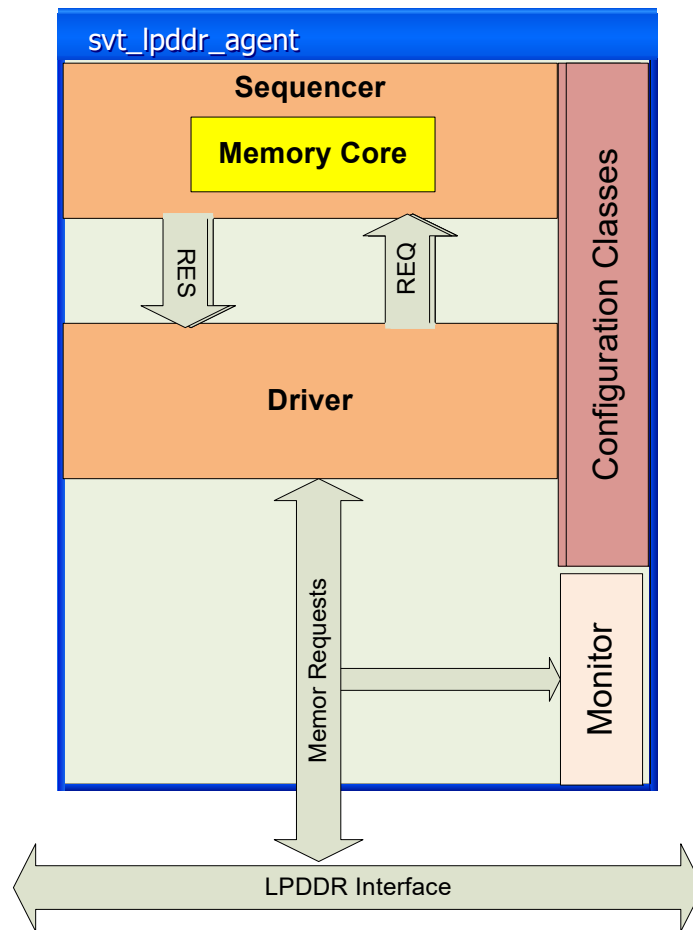 svt_lpddr_agent
Sequencer
Memory Core
RES
REQ
Configuration Classes
Driver
Memor Requests
Monitor
LPDDR Interface